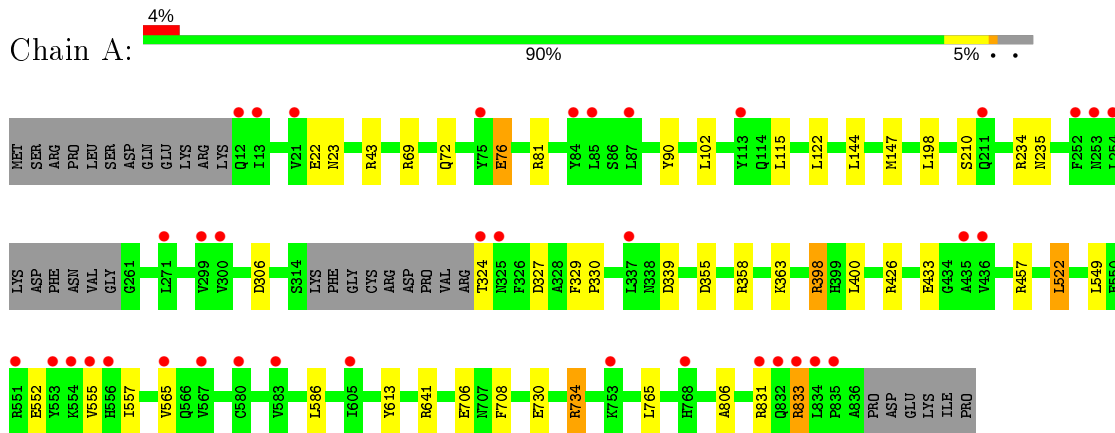 4%
Chain A:
90%
5%
MET SER ARG PRO LEU SER ASP GLN GLU LYS ARG LYS Q12 I13 V21 E22 N23 R43 R69 Q72 Y75 E76 R81 Y84 L85 S86 L87 Y90 L102 Y113 Q114 L115 L122 L144 M147 L198 S210 Q211 R234 N235 F252 N253 L254
LYS ASP PHE ASN VAL GLY G261 L271 V299 V300 D306 S314 LYS PHE GLY CYS ARG ASP PRO VAL ARG T324 N325 F326 D327 A328 F329 P330 L337 N338 D339 D355 R358 K363 R398 H399 L400 R426 E433 G434 A435 V436 R457 L522 L549 E550
R551 E552 Y553 K554 V555 H556 I557 V565 Q566 V567 C580 V583 L586 I605 Y613 R641 E706 N707 F708 E730 R734 K753 L765 H768 A806 R831 Q832 R833 L834 P835 A836 PRO ASP GLU LYS ILE PRO